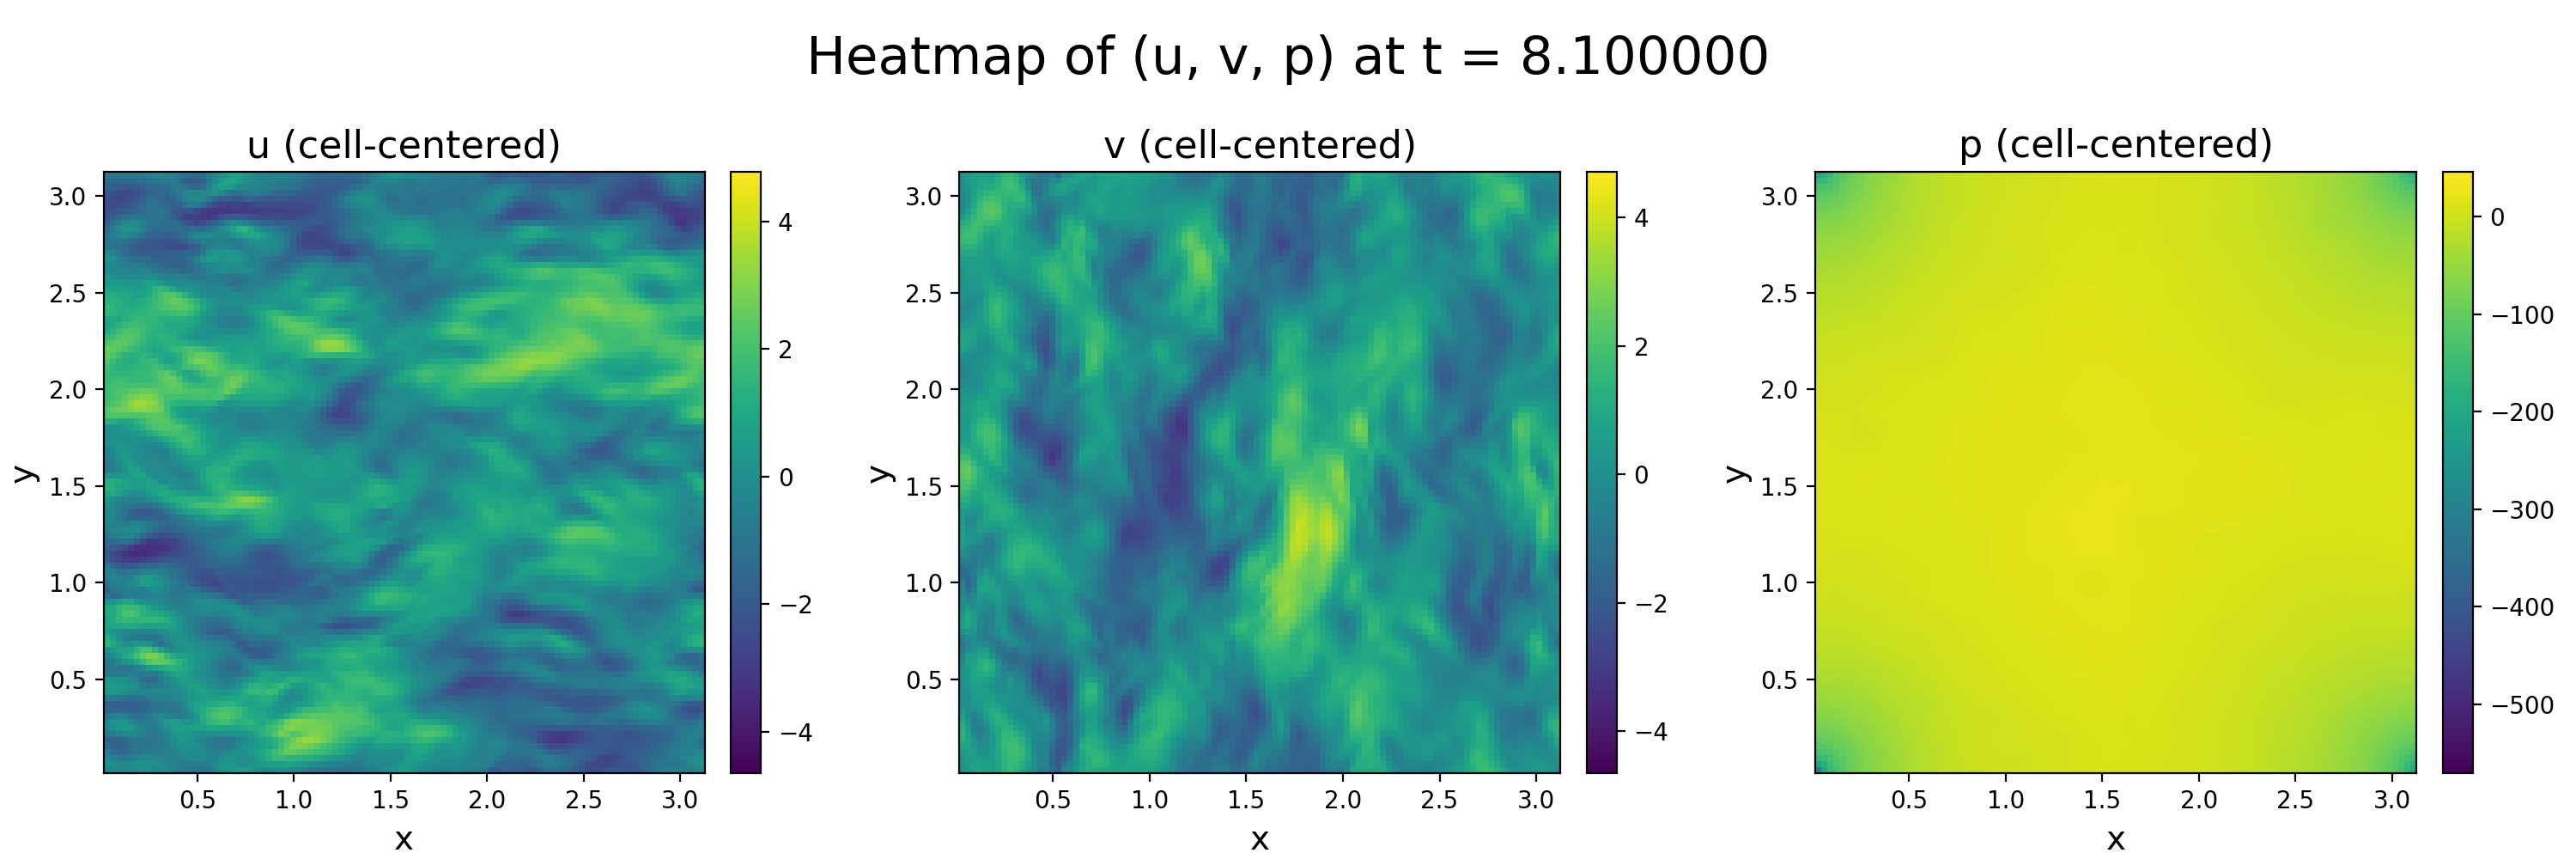 Heatmap of (u, v, p) at t = 8.100000
u (cell-centered)
3.0
2.5
2.0
1.5
1.0
0.5
y
0.5 1.0 1.5 2.0 2.5 3.0
x
4
2
0
−2
−4
v (cell-centered)
3.0
2.5
2.0
1.5
1.0
0.5
y
0.5 1.0 1.5 2.0 2.5 3.0
x
4
2
0
−2
−4
p (cell-centered)
3.0
2.5
2.0
1.5
1.0
0.5
y
0.5 1.0 1.5 2.0 2.5 3.0
x
0
−100
−200
−300
−400
−500